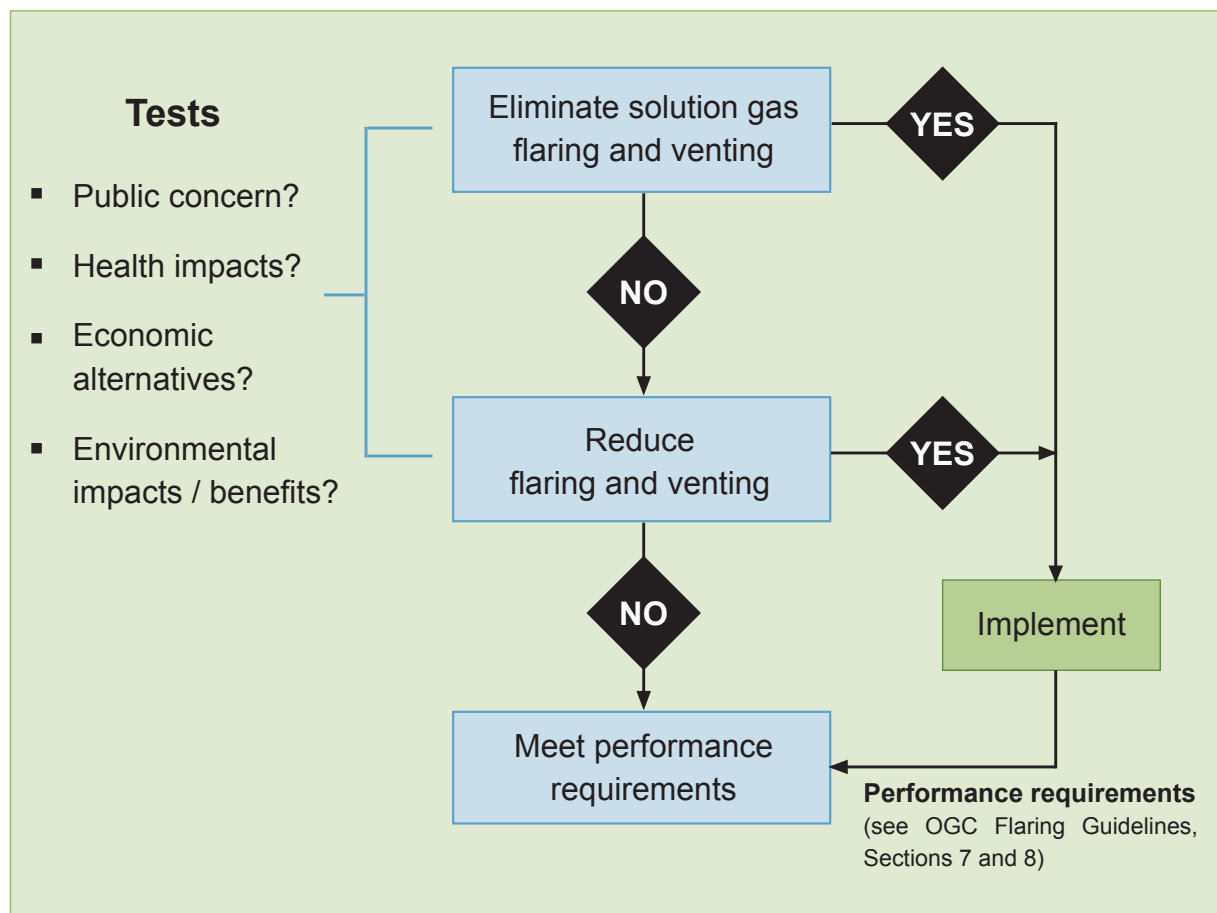 Tests
▪ Public concern?
▪ Health impacts?
▪ Economic
alternatives?
▪ Environmental
impacts / benefits?
Eliminate solution gas
flaring and venting
YES
NO
Reduce
flaring and venting
YES
NO
Implement
Meet performance
requirements
Performance requirements
(see OGC Flaring Guidelines,
Sections 7 and 8)